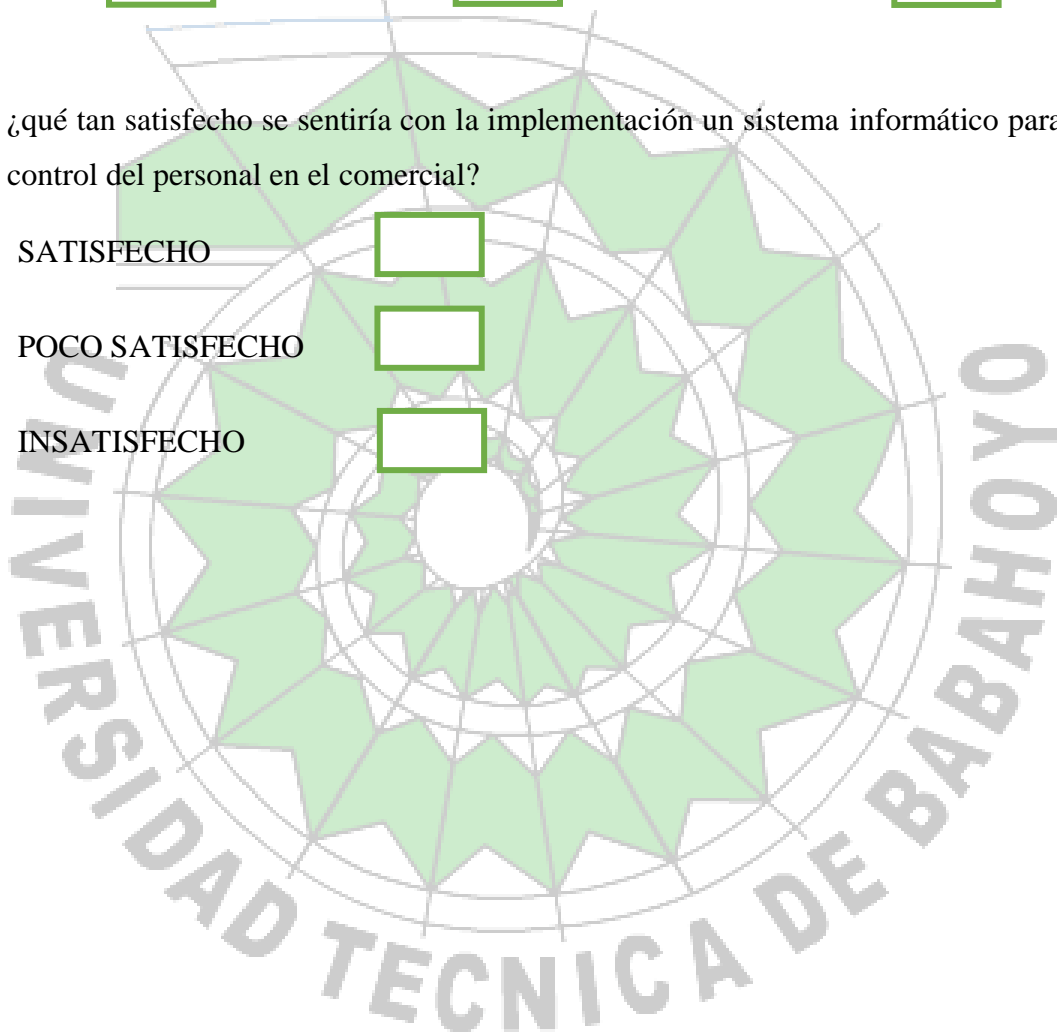 ¿qué tan satisfecho se sentiría con la implementación un sistema informático para
control del personal en el comercial?
SATISFECHO
POCO SATISFECHO
INSATISFECHO
UNIVERSIDAD TECNICA DE BABAHOYO